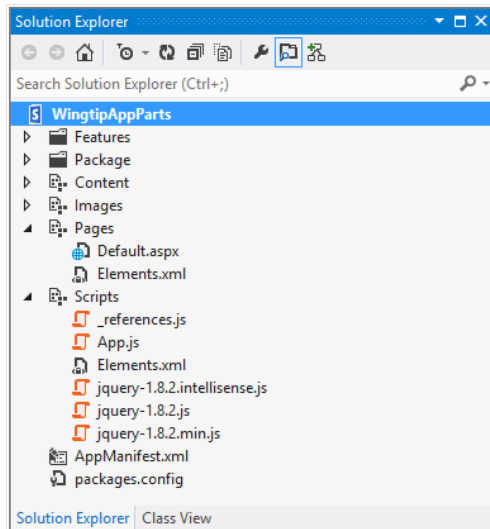 Solution Explorer
Search Solution Explorer (Ctrl+;)
WingtipAppParts
Features
Package
Content
Images
Pages
Default.aspx
Elements.xml
Scripts
_references.js
App.js
Elements.xml
jquery-1.8.2.intellisense.js
jquery-1.8.2.js
jquery-1.8.2.min.js
AppManifest.xml
packages.config
Solution Explorer Class View